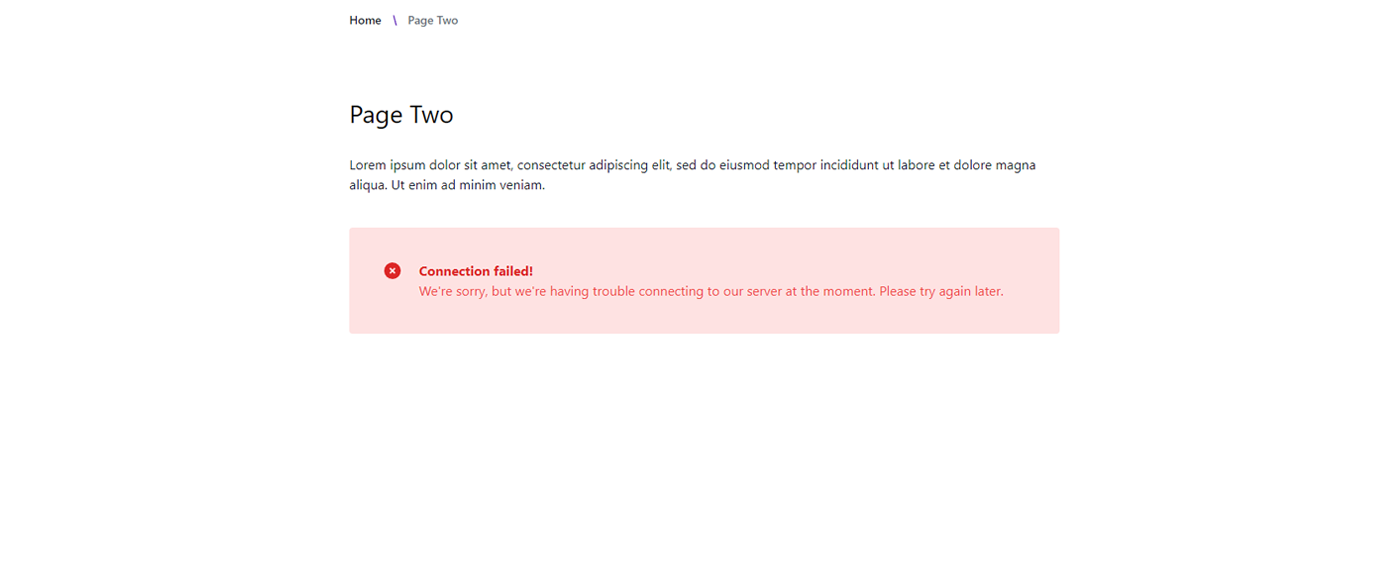 Home \ Page Two
Page Two
Lorem ipsum dolor sit amet, consectetur adipiscing elit, sed do eiusmod tempor incididunt ut labore et dolore magna
aliqua. Ut enim ad minim veniam.
Connection failed!
We're sorry, but we're having trouble connecting to our server at the moment. Please try again later.